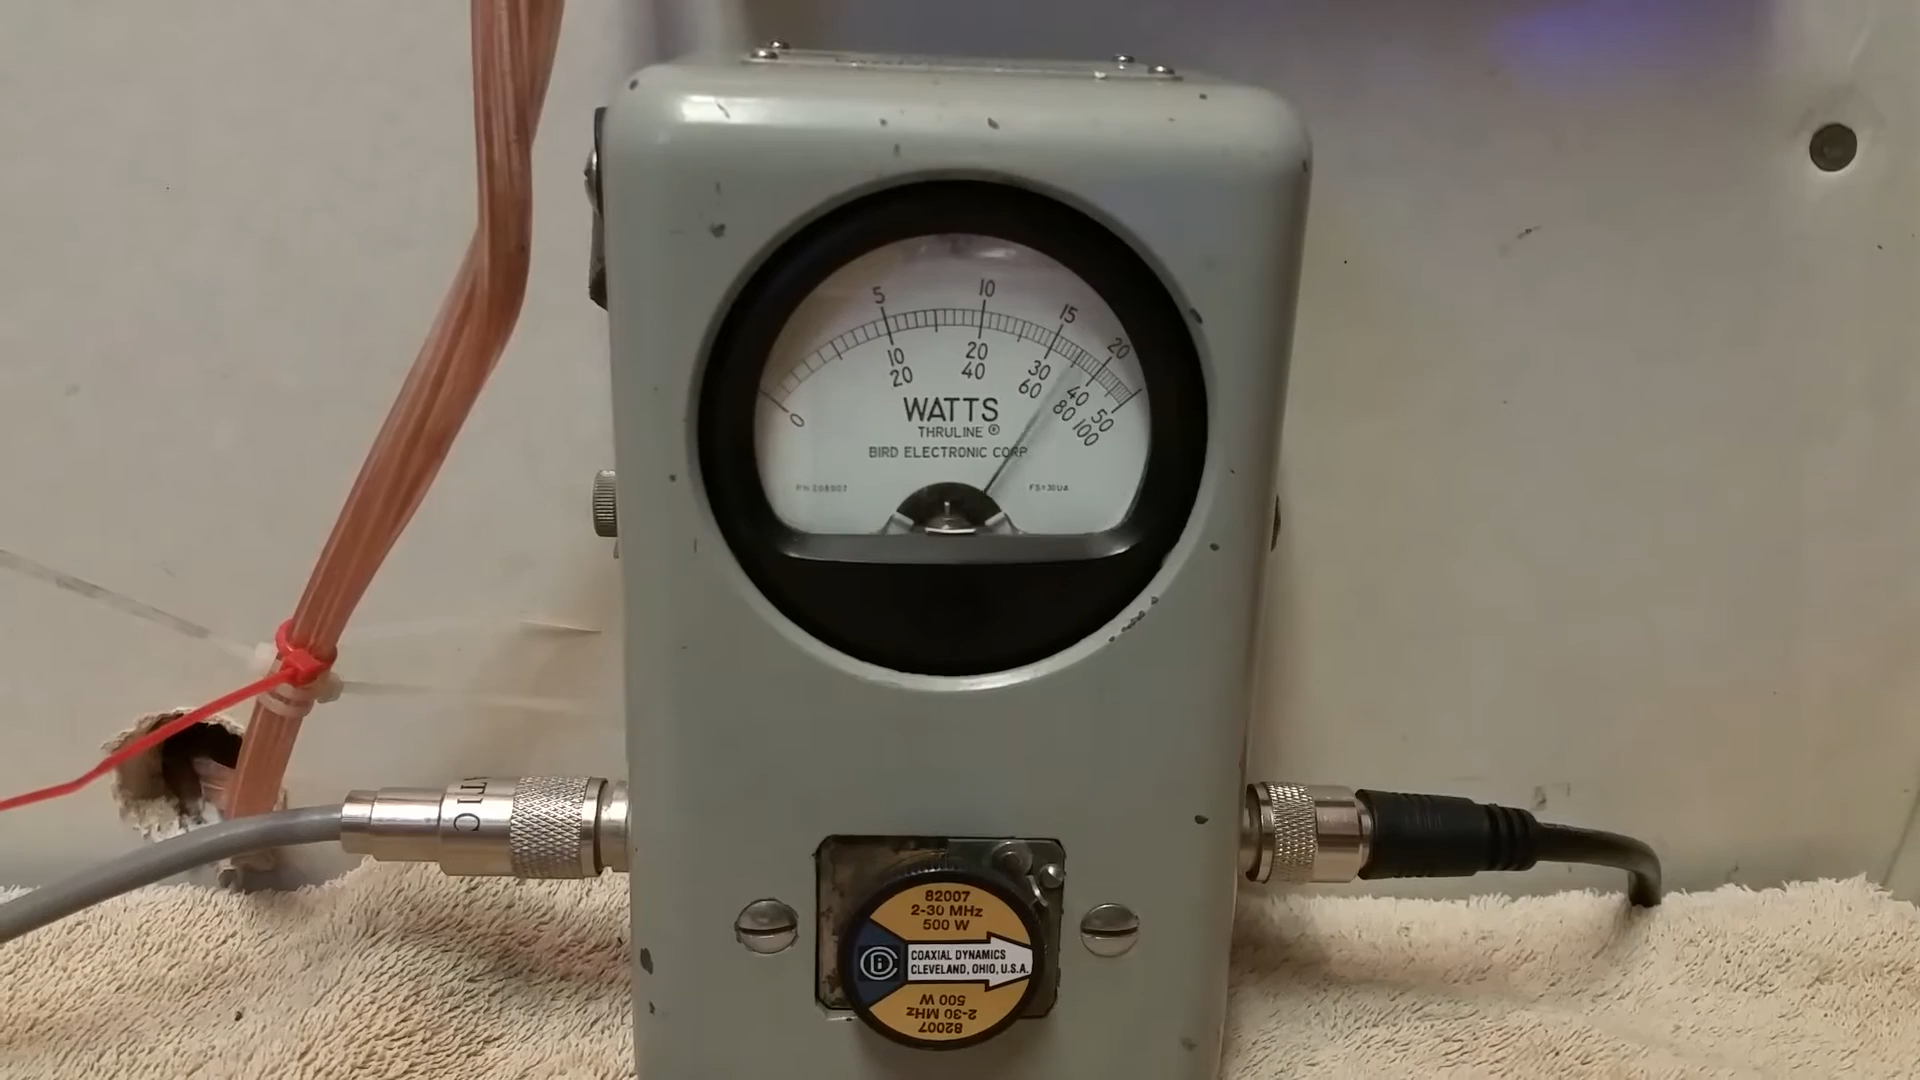 5 10 15 20
0 10 20 30 40 50
20 40 60 80 100
WATTS
THRULINE ®
BIRD ELECTRONIC CORP
FS=30UA
ATIC
82007
2-30 MHz
500 W
COAXIAL DYNAMICS
CLEVELAND, OHIO, U.S.A.
500 W
2-30 MHz
82007